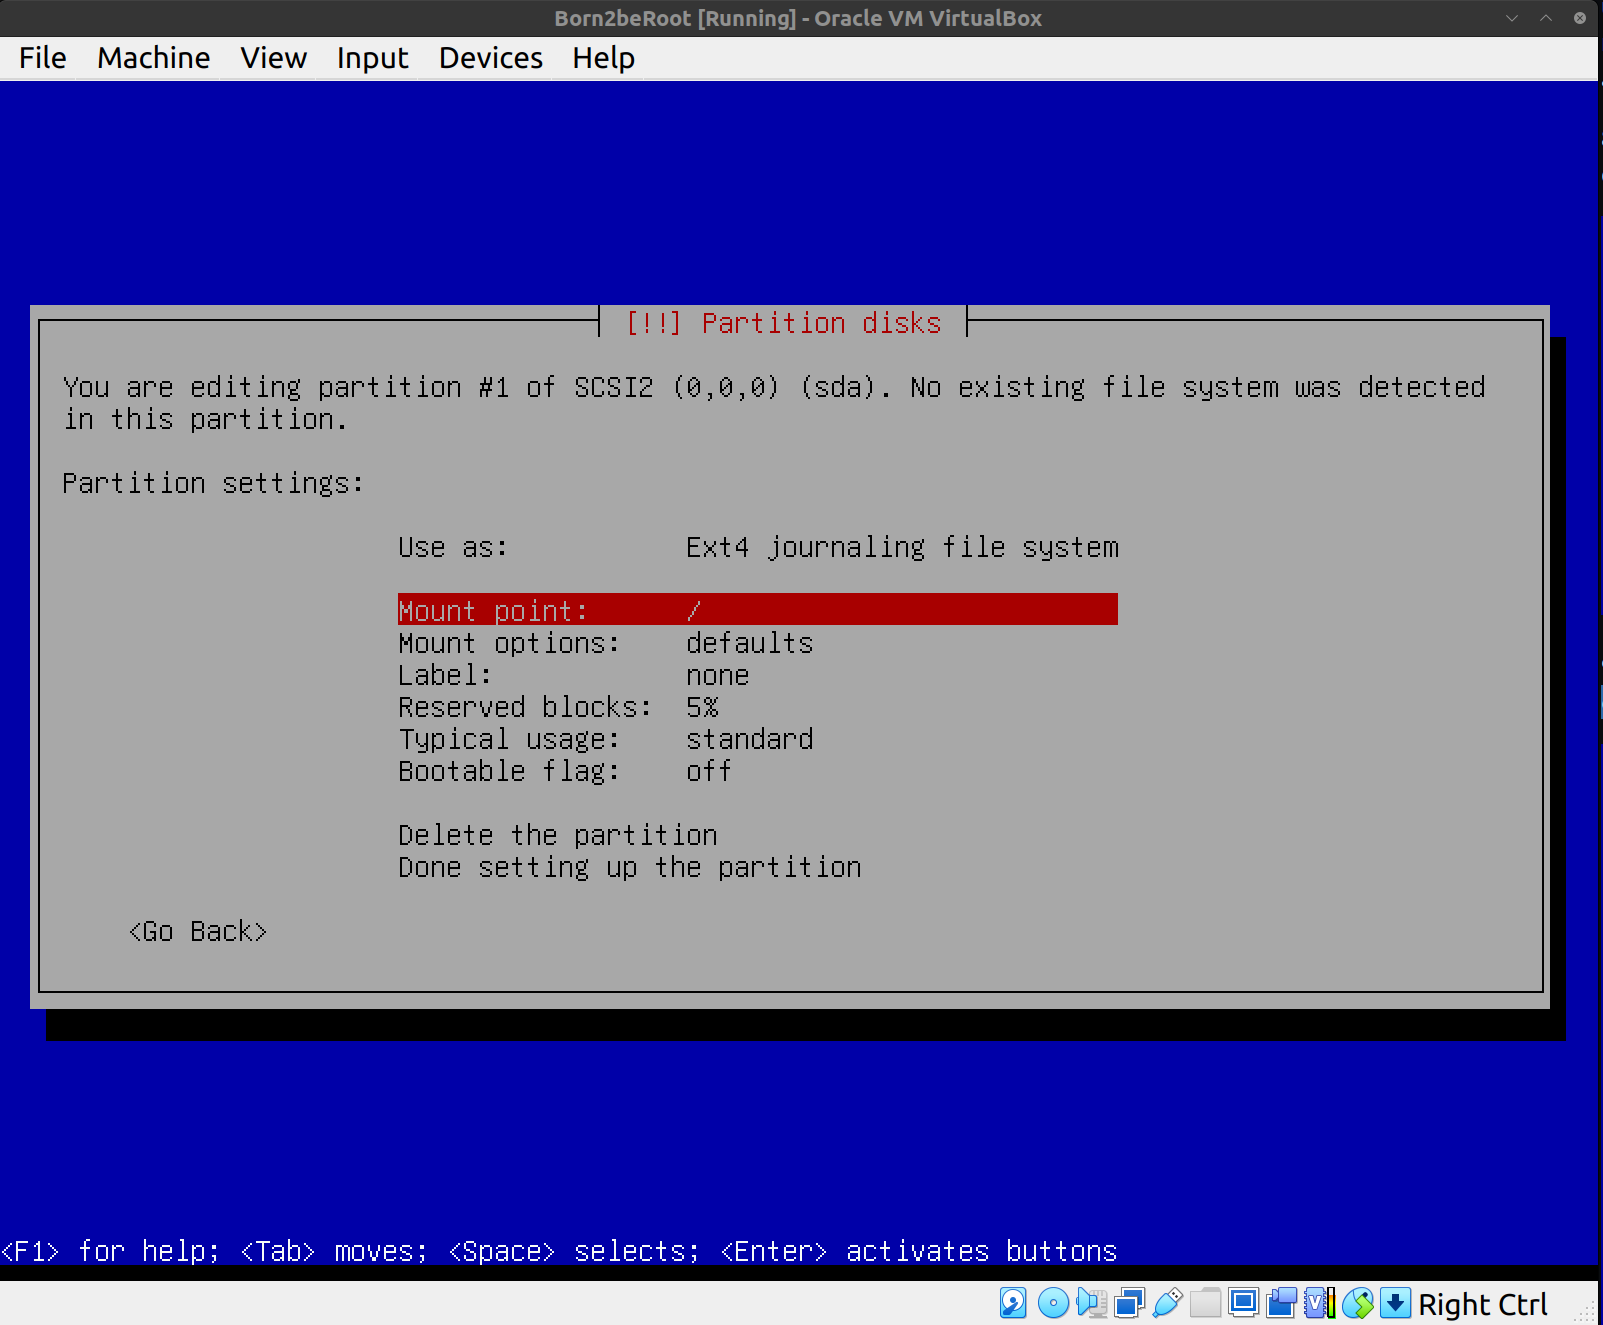 Born2beRoot [Running] - Oracle VM VirtualBox
File Machine View Input Devices Help
[!!] Partition disks
You are editing partition #1 of SCSI2 (0,0,0) (sda). No existing file system was detected
in this partition.
Partition settings:
Use as: Ext4 journaling file system
Mount point: /
Mount options: defaults
Label: none
Reserved blocks: 5%
Typical usage: standard
Bootable flag: off
Delete the partition
Done setting up the partition
<Go Back>
<F1> for help; <Tab> moves; <Space> selects; <Enter> activates buttons
Right Ctrl